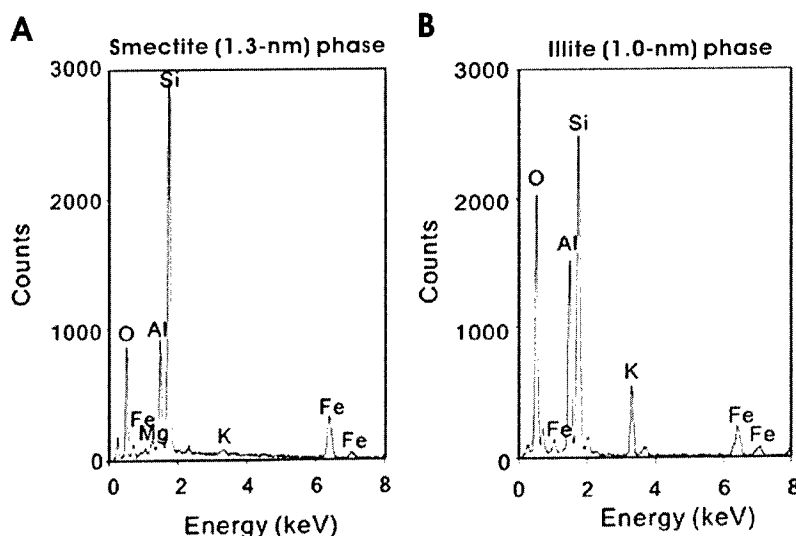 A
Smectite (1.3-nm) phase
3000
2000
1000
0
Counts
Si
O
Al
Fe
Mg
K
Fe
Fe
0 2 4 6 8
Energy (keV)
B
Illite (1.0-nm) phase
3000
2000
1000
0
Counts
Si
O
Al
K
Fe
Fe
Fe
0 2 4 6 8
Energy (keV)